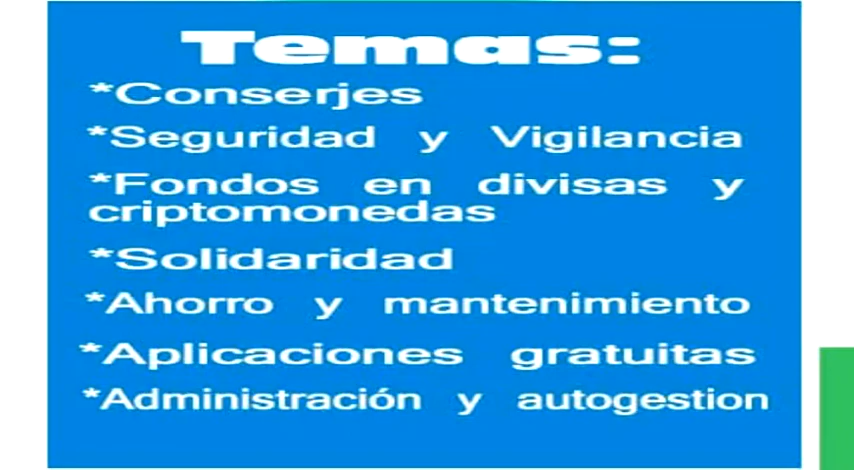 Temas:
*Conserjes
*Seguridad y Vigilancia
*Fondos en divisas y
criptomonedas
*Solidaridad
*Ahorro y mantenimiento
*Aplicaciones gratuitas
*Administración y autogestion